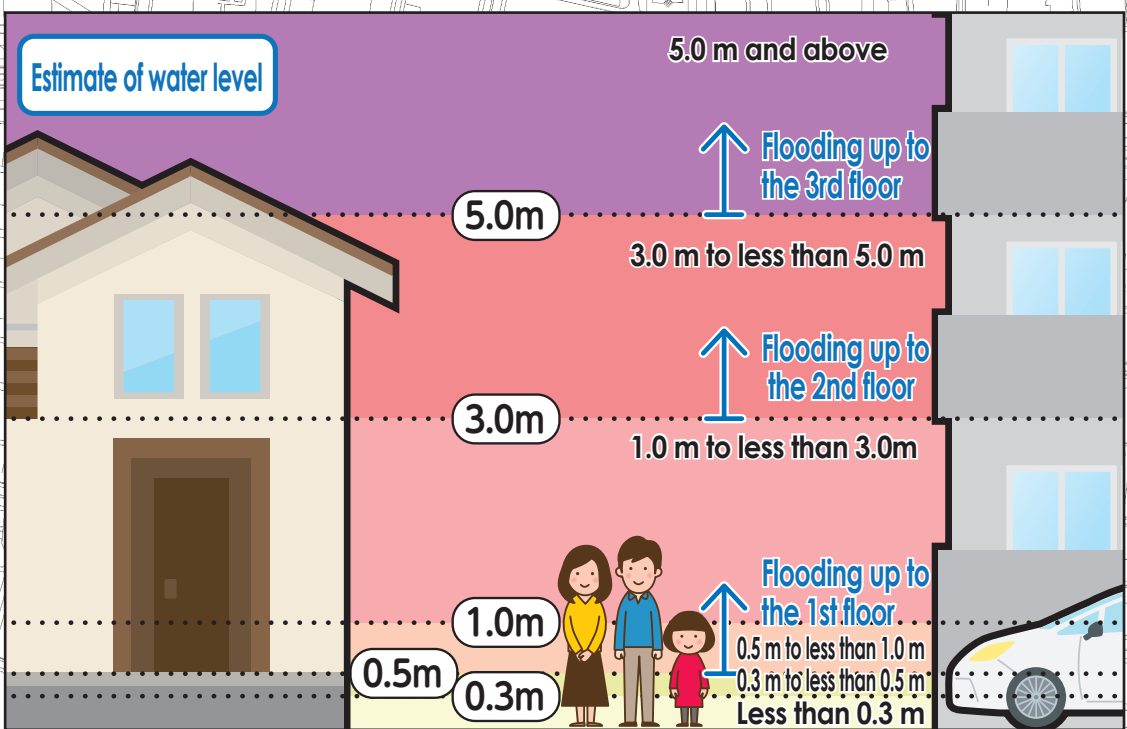 Estimate of water level
5.0 m and above
Flooding up to
the 3rd floor
5.0m
3.0 m to less than 5.0 m
Flooding up to
the 2nd floor
3.0m
1.0 m to less than 3.0m
Flooding up to
the 1st floor
1.0m
0.5 m to less than 1.0 m
0.5m
0.3 m to less than 0.5 m
0.3m
Less than 0.3 m